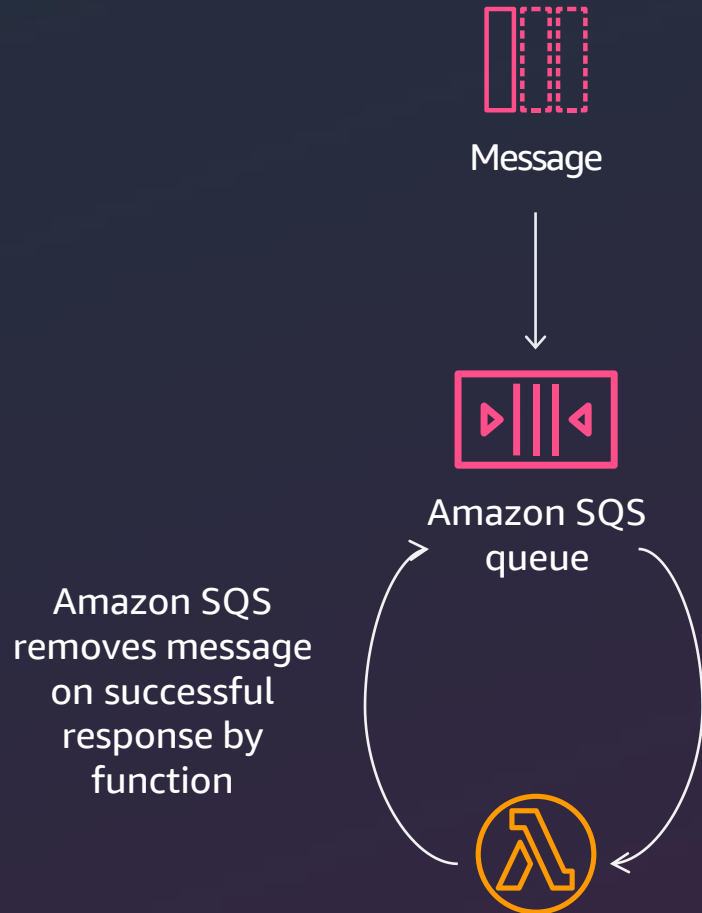 Message
Amazon SQS
queue
Amazon SQS
removes message
on successful
response by
function